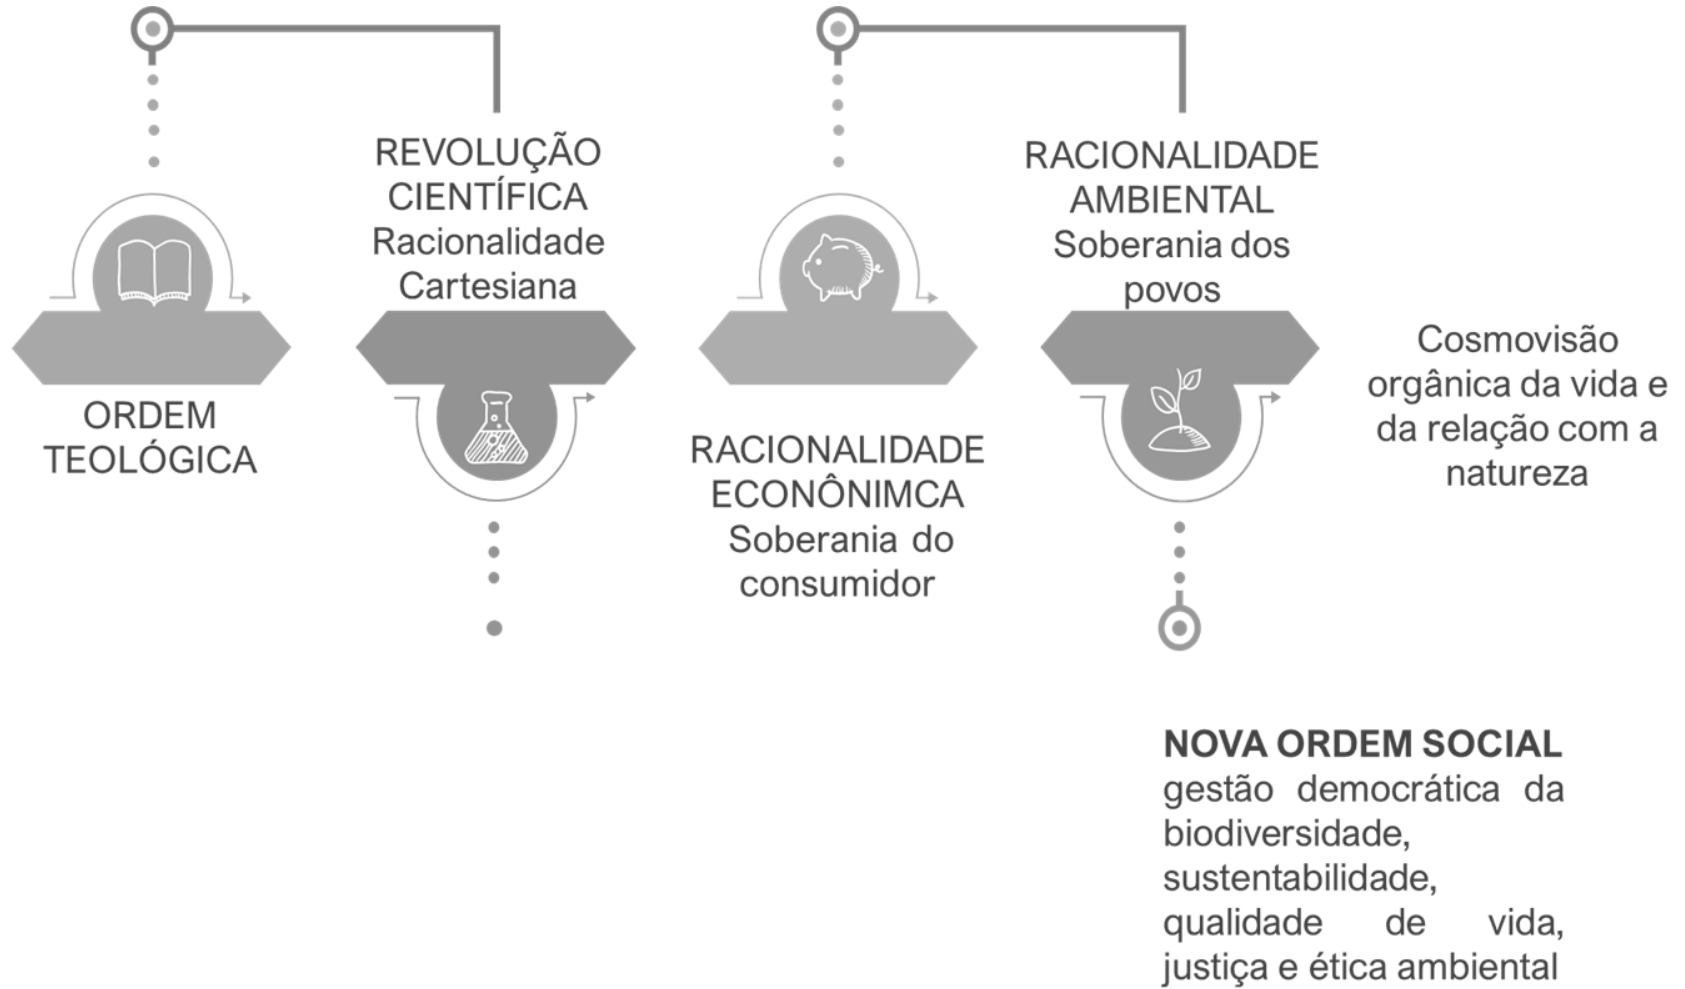 ORDEM
TEOLÓGICA
REVOLUÇÃO
CIENTÍFICA
Racionalidade
Cartesiana
RACIONALIDADE
ECONÔNIMCA
Soberania do
consumidor
RACIONALIDADE
AMBIENTAL
Soberania dos
povos
Cosmovisão
orgânica da vida e
da relação com a
natureza
NOVA ORDEM SOCIAL
gestão democrática da
biodiversidade,
sustentabilidade,
qualidade de vida,
justiça e ética ambiental